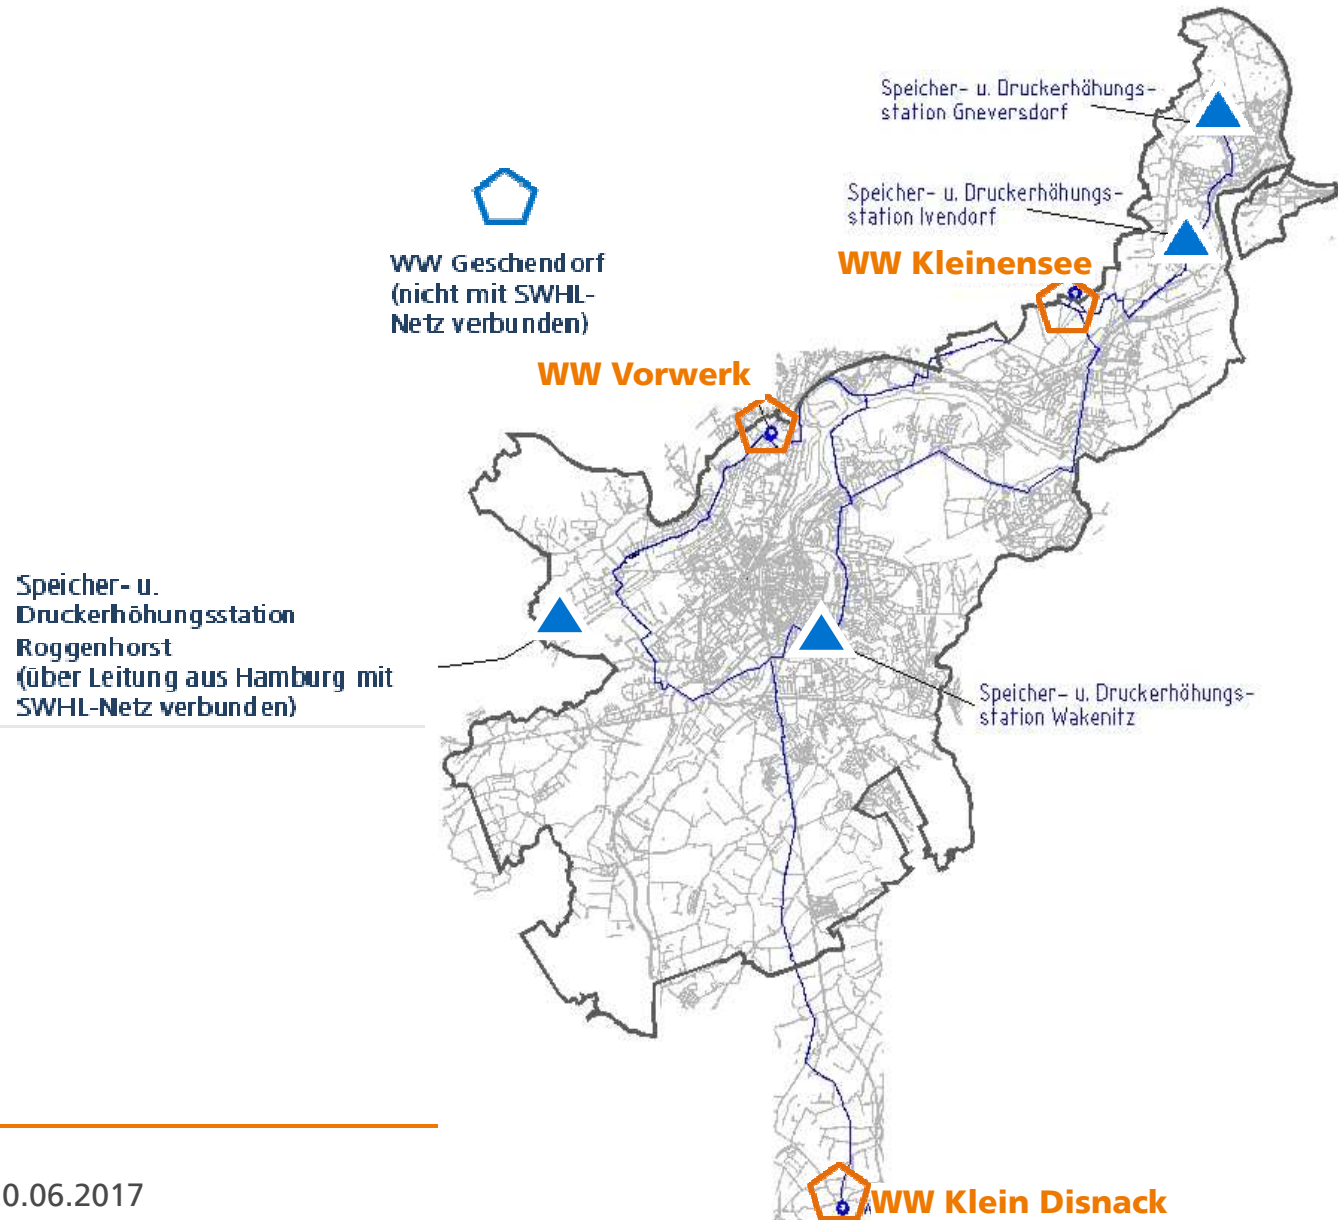 Speicher- u. Druckerhöhungs-
station Gneversdorf
Speicher- u. Druckerhöhungs-
station Ivendorf
WW Kleinensee
WW Geschendorf
(nicht mit SWHL-
Netz verbunden)
WW Vorwerk
Speicher- u.
Druckerhöhungsstation
Roggenhorst
(über Leitung aus Hamburg mit
SWHL-Netz verbunden)
Speicher- u. Druckerhöhungs-
station Wakenitz
0.06.2017
WW Klein Disnack